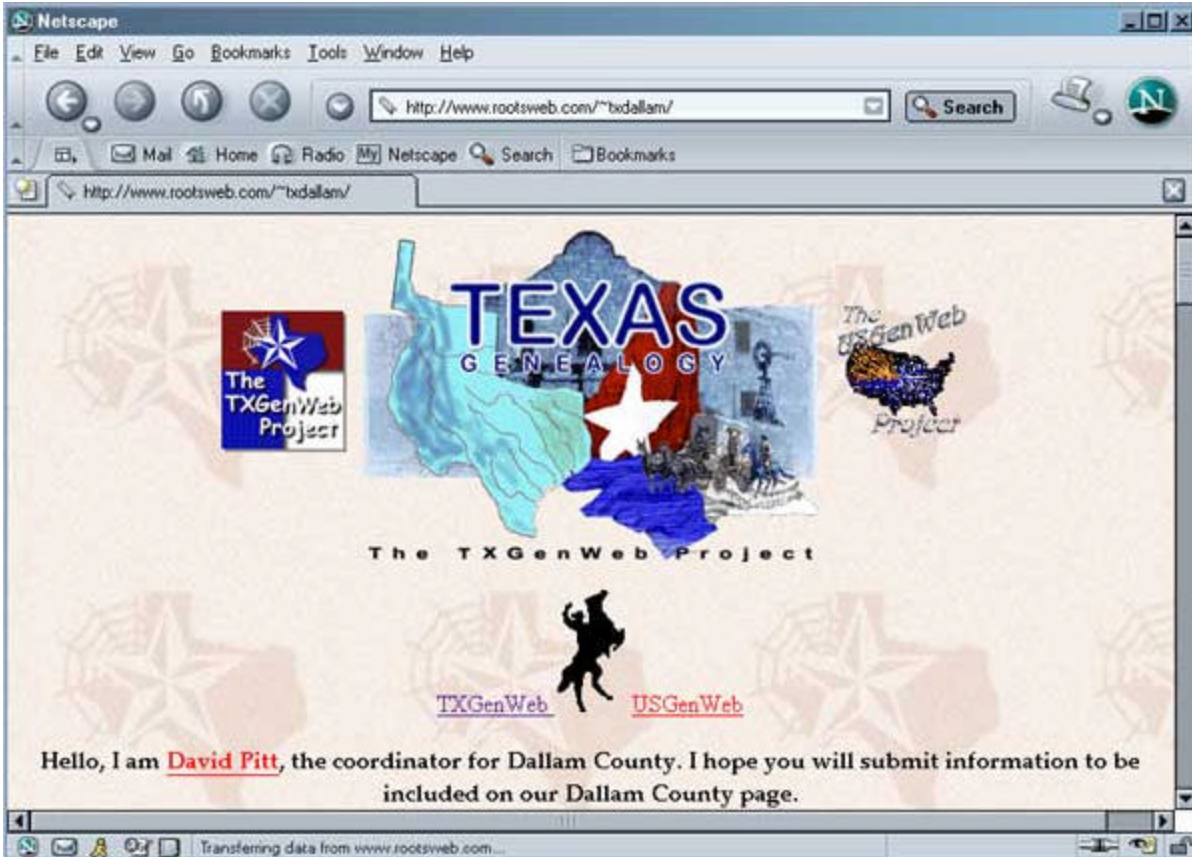 Netscape
File Edit View Go Bookmarks Tools Window Help
http://www.rootsweb.com/~txdallam/
Search
N
Mail Home Radio My Netscape Search Bookmarks
http://www.rootsweb.com/~txdallam/
TEXAS
GENEALOGY
The
TXGenWeb
Project
The
USGenWeb
Project
The TXGenWeb Project
TXGenWeb USGenWeb
Hello, I am David Pitt, the coordinator for Dallam County. I hope you will submit information to be
included on our Dallam County page.
Transferring data from www.rootsweb.com...